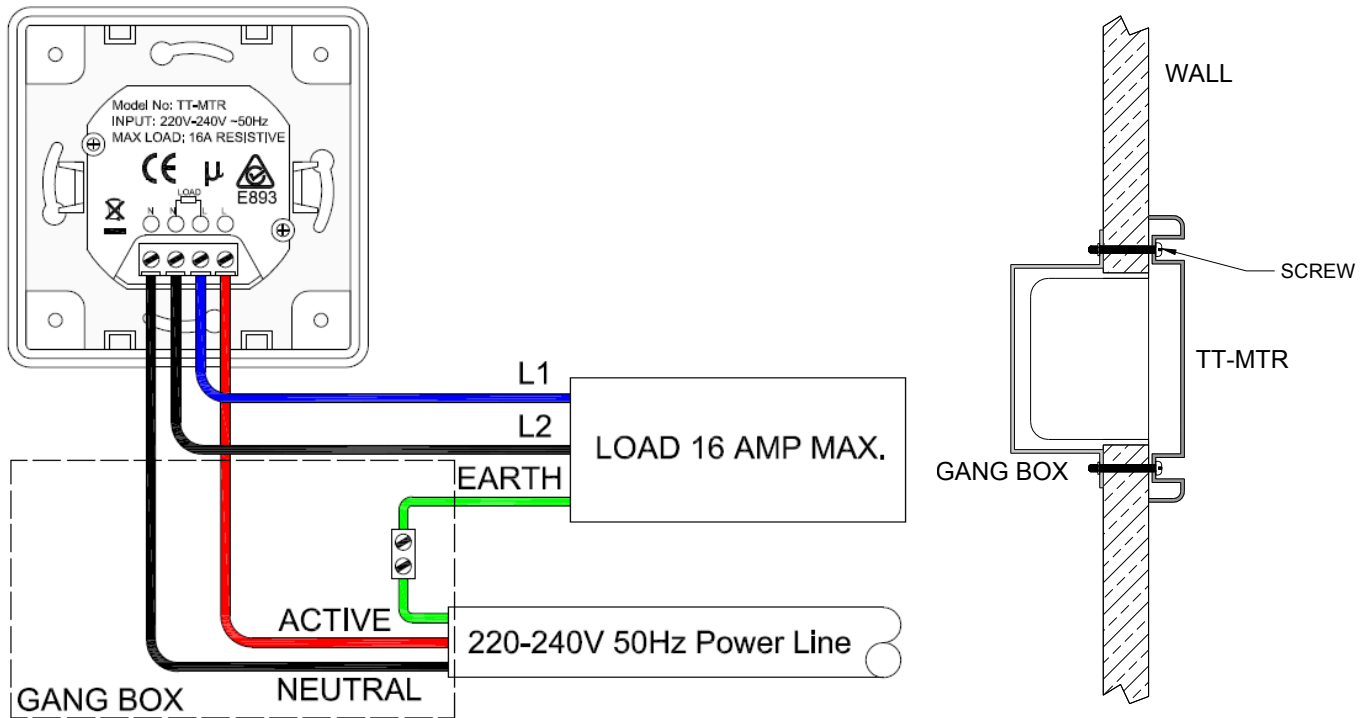 Model No: TT-MTR
INPUT: 220V-240V ~50Hz
MAX LOAD; 16A RESISTIVE
CE µ
E893
LOAD
N N L L
L1
L2
EARTH
LOAD 16 AMP MAX.
ACTIVE
NEUTRAL
220-240V 50Hz Power Line
GANG BOX
WALL
SCREW
TT-MTR
GANG BOX